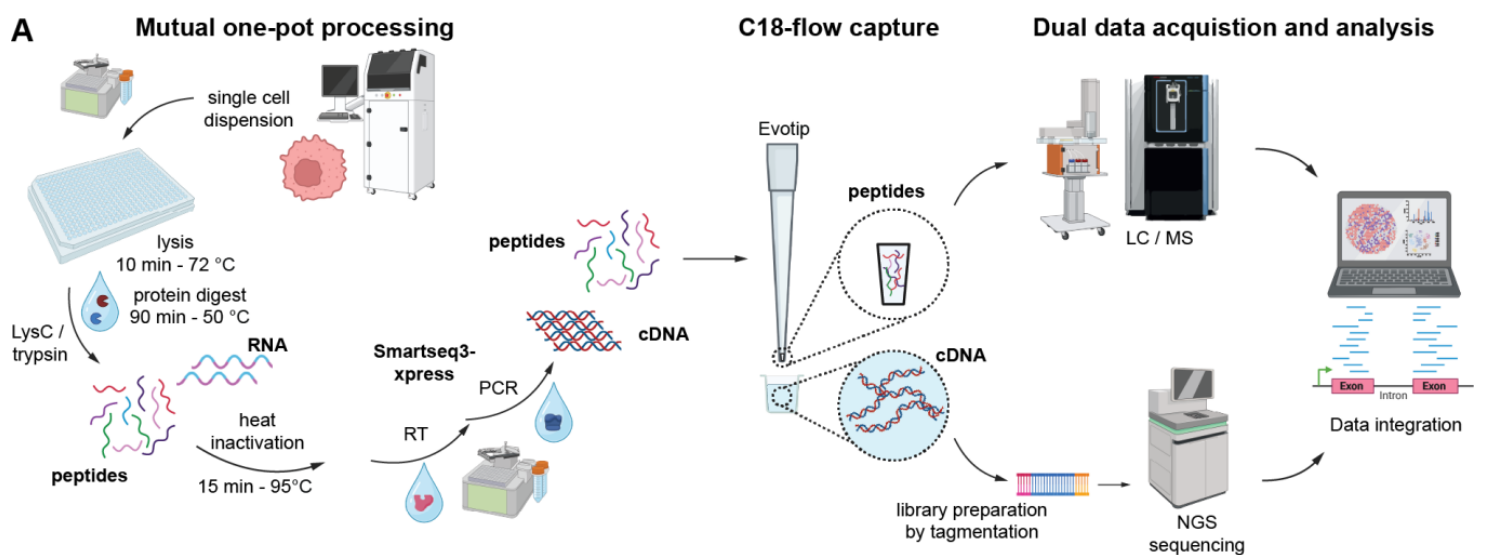 A
Mutual one-pot processing
single cell
dispension
lysis
10 min - 72 °C
protein digest
90 min - 50 °C
LysC /
trypsin
RNA
peptides
heat
inactivation
15 min - 95°C
Smartseq3-
xpress
RT
PCR
peptides
cDNA
C18-flow capture
Evotip
peptides
cDNA
library preparation
by tagmentation
Dual data acquistion and analysis
LC / MS
NGS
sequencing
Exon
Intron
Exon
Data integration